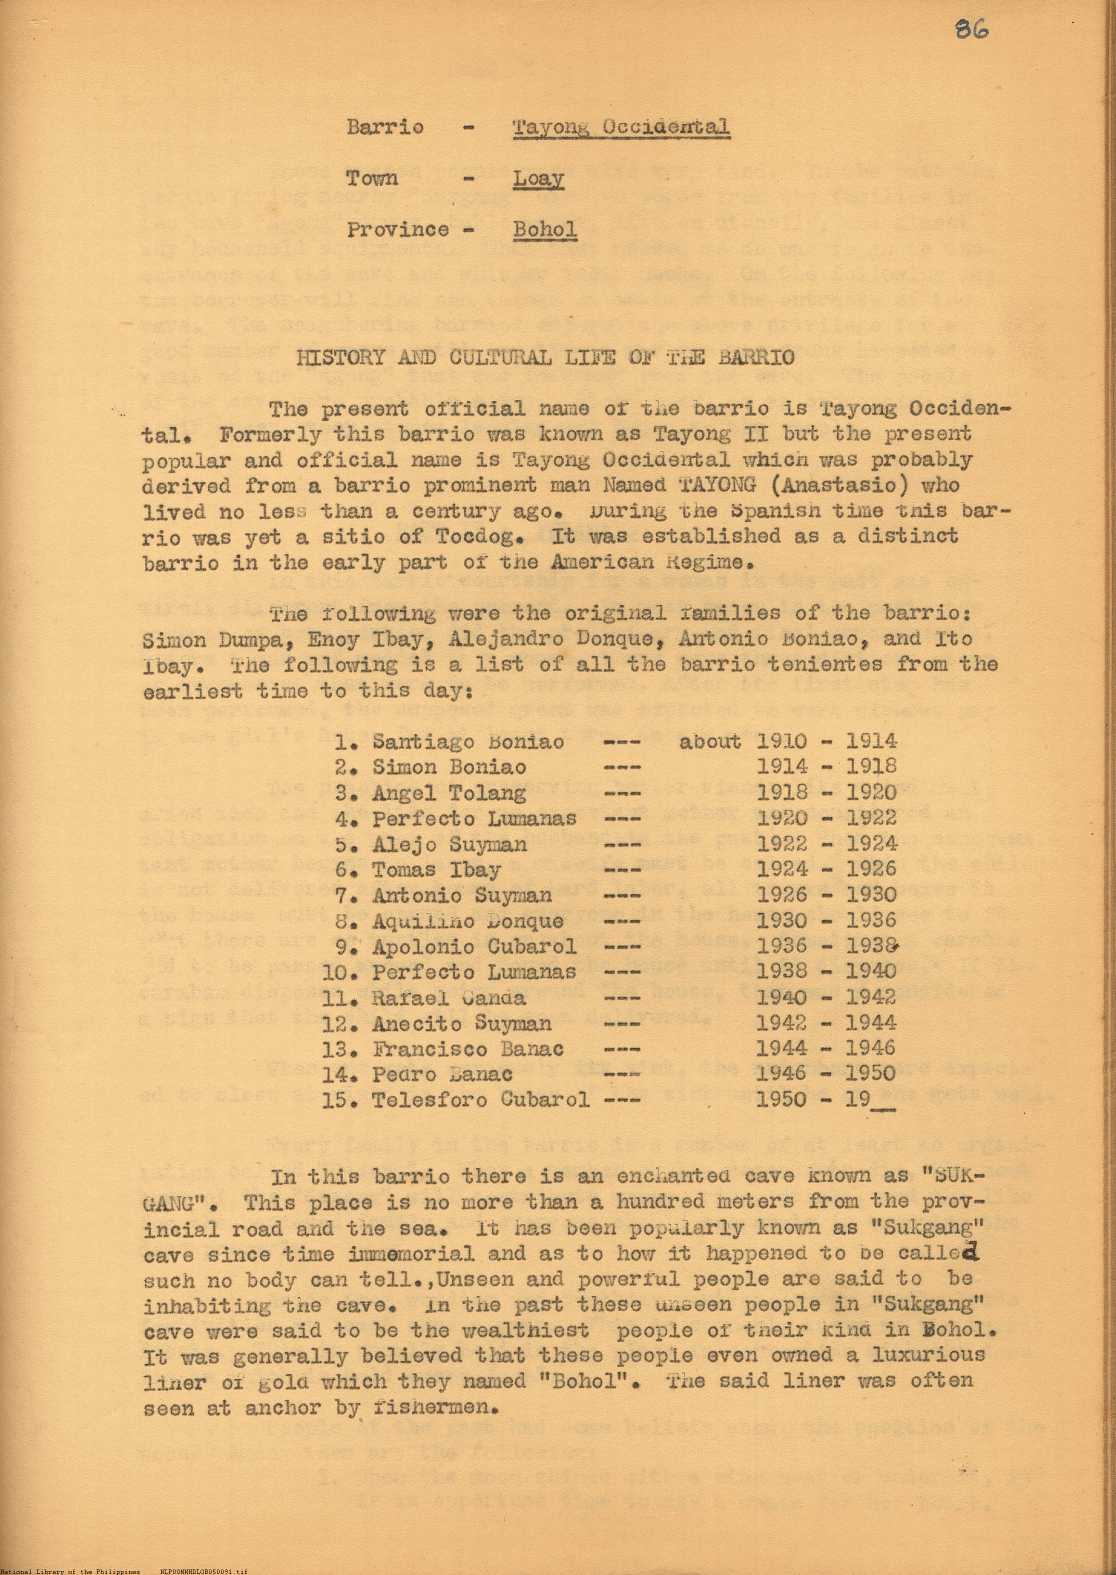 86
Barrio - Tayong Occidental
Town - Loay
Province - Bohol
HISTORY AND CULTURAL LIFE OF THE BARRIO
The present official name of the barrio is Tayong Occiden-
tal. Formerly this barrio was known as Tayong II but the present
popular and official name is Tayong Occidental which was probably
derived from a barrio prominent man Named TAYONG (Anastasio) who
lived no less than a century ago. During the Spanish time this bar-
rio was yet a sitio of Tocdog. It was established as a distinct
barrio in the early part of the American Regime.
The following were the original families of the barrio:
Simon Dumpa, Enoy Ibay, Alejandro Donque, Antonio Boniao, and Ito
Ibay. The following is a list of all the barrio tenientes from the
earliest time to this day:
1. Santiago Boniao --- about 1910 - 1914
2. Simon Boniao --- 1914 - 1918
3. Angel Tolang --- 1918 - 1920
4. Perfecto Lumanas --- 1920 - 1922
5. Alejo Suyman --- 1922 - 1924
6. Tomas Ibay --- 1924 - 1926
7. Antonio Suyman --- 1926 - 1930
8. Aquilino Donque --- 1930 - 1936
9. Apolonio Cubarol --- 1936 - 1938
10. Perfecto Lumanas --- 1938 - 1940
11. Rafael Canda --- 1940 - 1942
12. Anecito Suyman --- 1942 - 1944
13. Francisco Banac --- 1944 - 1946
14. Pedro Banac --- 1946 - 1950
15. Telesforo Cubarol --- 1950 - 19__
In this barrio there is an enchanted cave known as "SUK-
GANG". This place is no more than a hundred meters from the prov-
incial road and the sea. It has been popularly known as "Sukgang"
cave since time immemorial and as to how it happened to be called
such no body can tell.,Unseen and powerful people are said to be
inhabiting the cave. In the past these unseen people in "Sukgang"
cave were said to be the wealthiest people of their kind in Bohol.
It was generally believed that these people even owned a luxurious
liner of gold which they named "Bohol". The said liner was often
seen at anchor by fishermen.
National Library of the Philippines NLPOONNHDLOB050091.tif